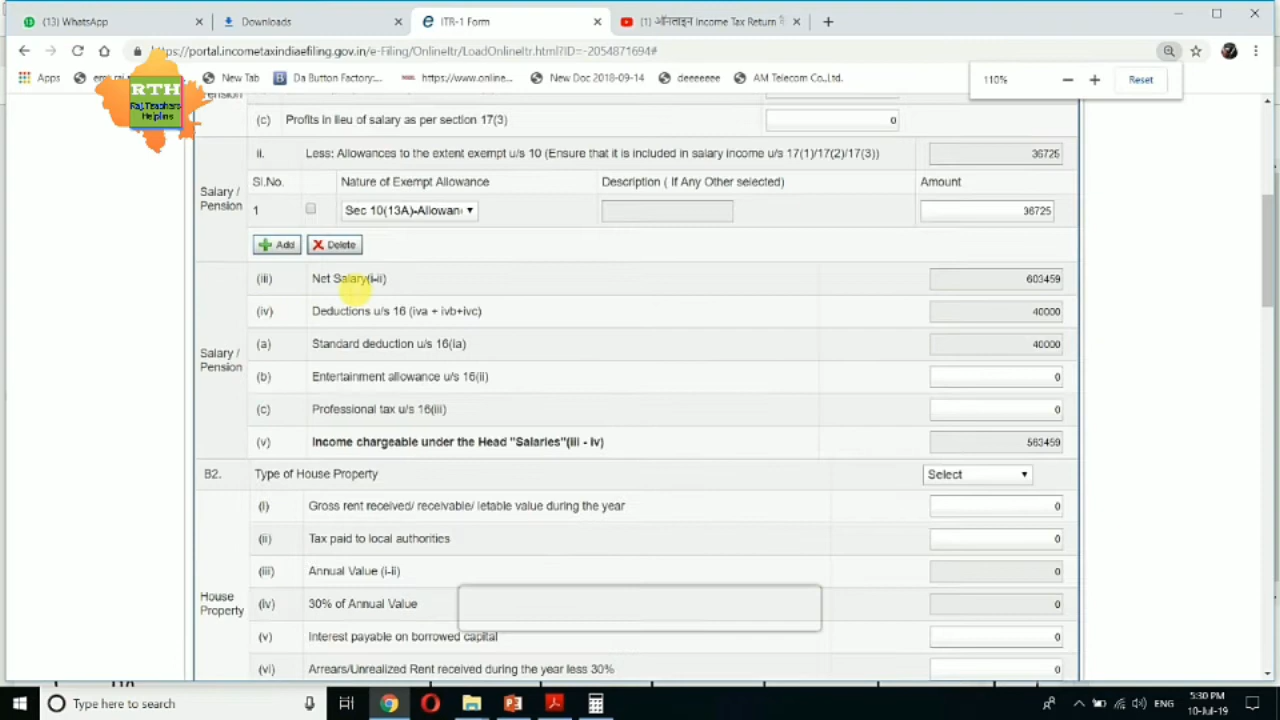 (13) WhatsApp
Downloads
ITR-1 Form
(1) ऑनलाइन Income Tax Return
https://portal.incometaxindiaefiling.gov.in/e-Filing/OnlineItr/LoadOnlineItr.html?ID=-2054871694#
Apps
New Tab
Da Button Factory...
https://www.online...
New Doc 2018-09-14
deeeeee
AM Telecom Co.Ltd.
110%
Reset
RTH
Raj.Teachers
Helpline
Pension
(c) Profits in lieu of salary as per section 17(3) 0
ii. Less: Allowances to the extent exempt u/s 10 (Ensure that it is included in salary income u/s 17(1)/17(2)/17(3)) 36725
Salary / Pension
Sl.No. Nature of Exempt Allowance Description ( If Any Other selected) Amount
1 Sec 10(13A)-Allowan 36725
Add Delete
(iii) Net Salary(i-ii) 603459
(iv) Deductions u/s 16 (iva + ivb+ivc) 40000
Salary / Pension
(a) Standard deduction u/s 16(ia) 40000
(b) Entertainment allowance u/s 16(ii) 0
(c) Professional tax u/s 16(iii) 0
(v) Income chargeable under the Head "Salaries"(iii - iv) 563459
B2. Type of House Property Select
(i) Gross rent received/ receivable/ letable value during the year 0
(ii) Tax paid to local authorities 0
(iii) Annual Value (i-ii) 0
House Property
(iv) 30% of Annual Value 0
(v) Interest payable on borrowed capital 0
(vi) Arrears/Unrealized Rent received during the year less 30% 0
Type here to search
ENG
5:30 PM
10-Jul-19